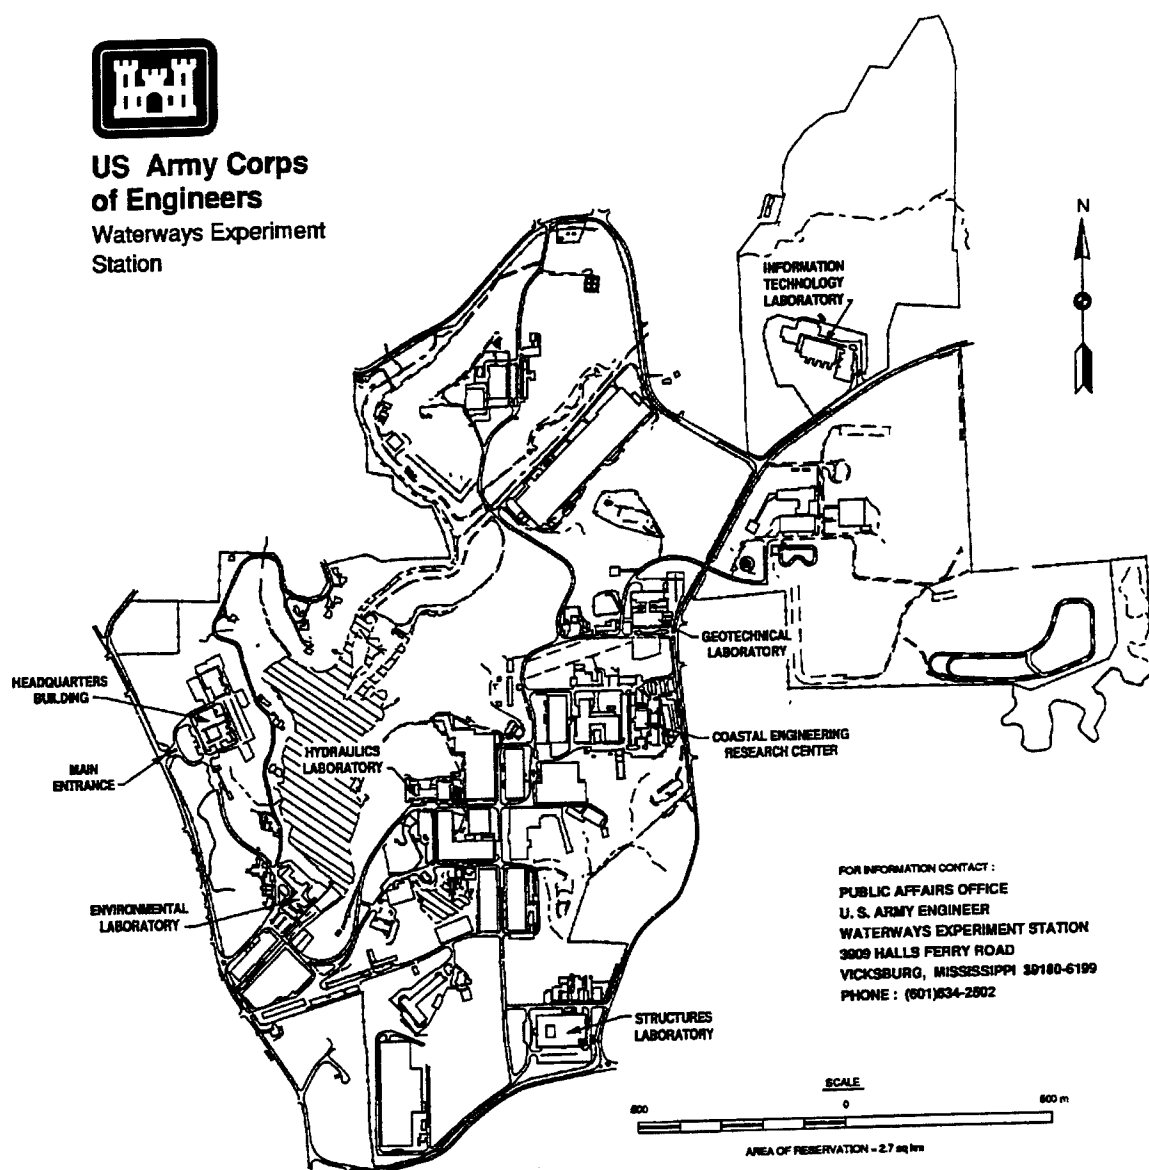 US Army Corps
of Engineers
Waterways Experiment
Station
N
INFORMATION
TECHNOLOGY
LABORATORY
GEOTECHNICAL
LABORATORY
HEADQUARTERS
BUILDING
HYDRAULICS
LABORATORY
COASTAL ENGINEERING
RESEARCH CENTER
MAIN
ENTRANCE
ENVIRONMENTAL
LABORATORY
FOR INFORMATION CONTACT :
PUBLIC AFFAIRS OFFICE
U. S. ARMY ENGINEER
WATERWAYS EXPERIMENT STATION
3909 HALLS FERRY ROAD
VICKSBURG, MISSISSIPPI 39180-6199
PHONE : (601)634-2502
STRUCTURES
LABORATORY
SCALE
500 0 500 m
AREA OF RESERVATION = 2.7 sq km